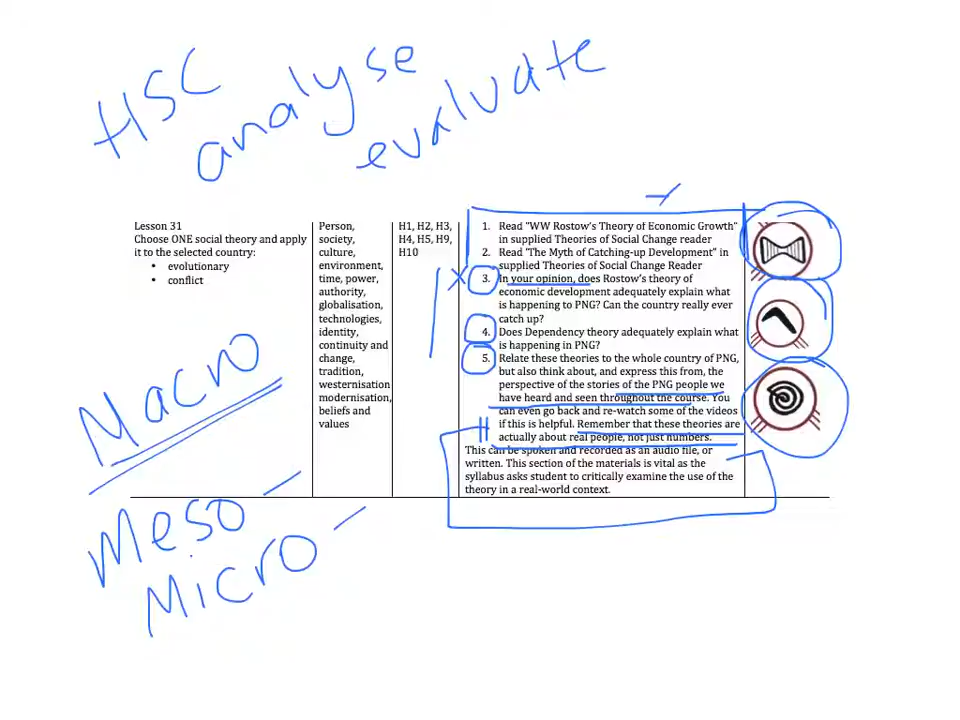 HSC
analyse
evaluate
Lesson 31
Choose ONE social theory and apply
it to the selected country:
• evolutionary
• conflict
Person,
society,
culture,
environment,
time, power,
authority,
globalisation,
technologies,
identity,
continuity and
change,
tradition,
westernisation
modernisation,
beliefs and
values
H1, H2, H3,
H4, H5, H9,
H10
1. Read "WW Rostow's Theory of Economic Growth"
in supplied Theories of Social Change reader
2. Read "The Myth of Catching-up Development" in
supplied Theories of Social Change Reader
3. In your opinion, does Rostow's theory of
economic development adequately explain what
is happening to PNG? Can the country really ever
catch up?
4. Does Dependency theory adequately explain what
is happening in PNG?
5. Relate these theories to the whole country of PNG,
but also think about, and express this from, the
perspective of the stories of the PNG people we
have heard and seen throughout the course. You
can even go back and re-watch some of the videos
if this is helpful. Remember that these theories are
actually about real people, not just numbers.
This can be spoken and recorded as an audio file, or
written. This section of the materials is vital as the
syllabus asks student to critically examine the use of the
theory in a real-world context.
Macro
Meso
Micro